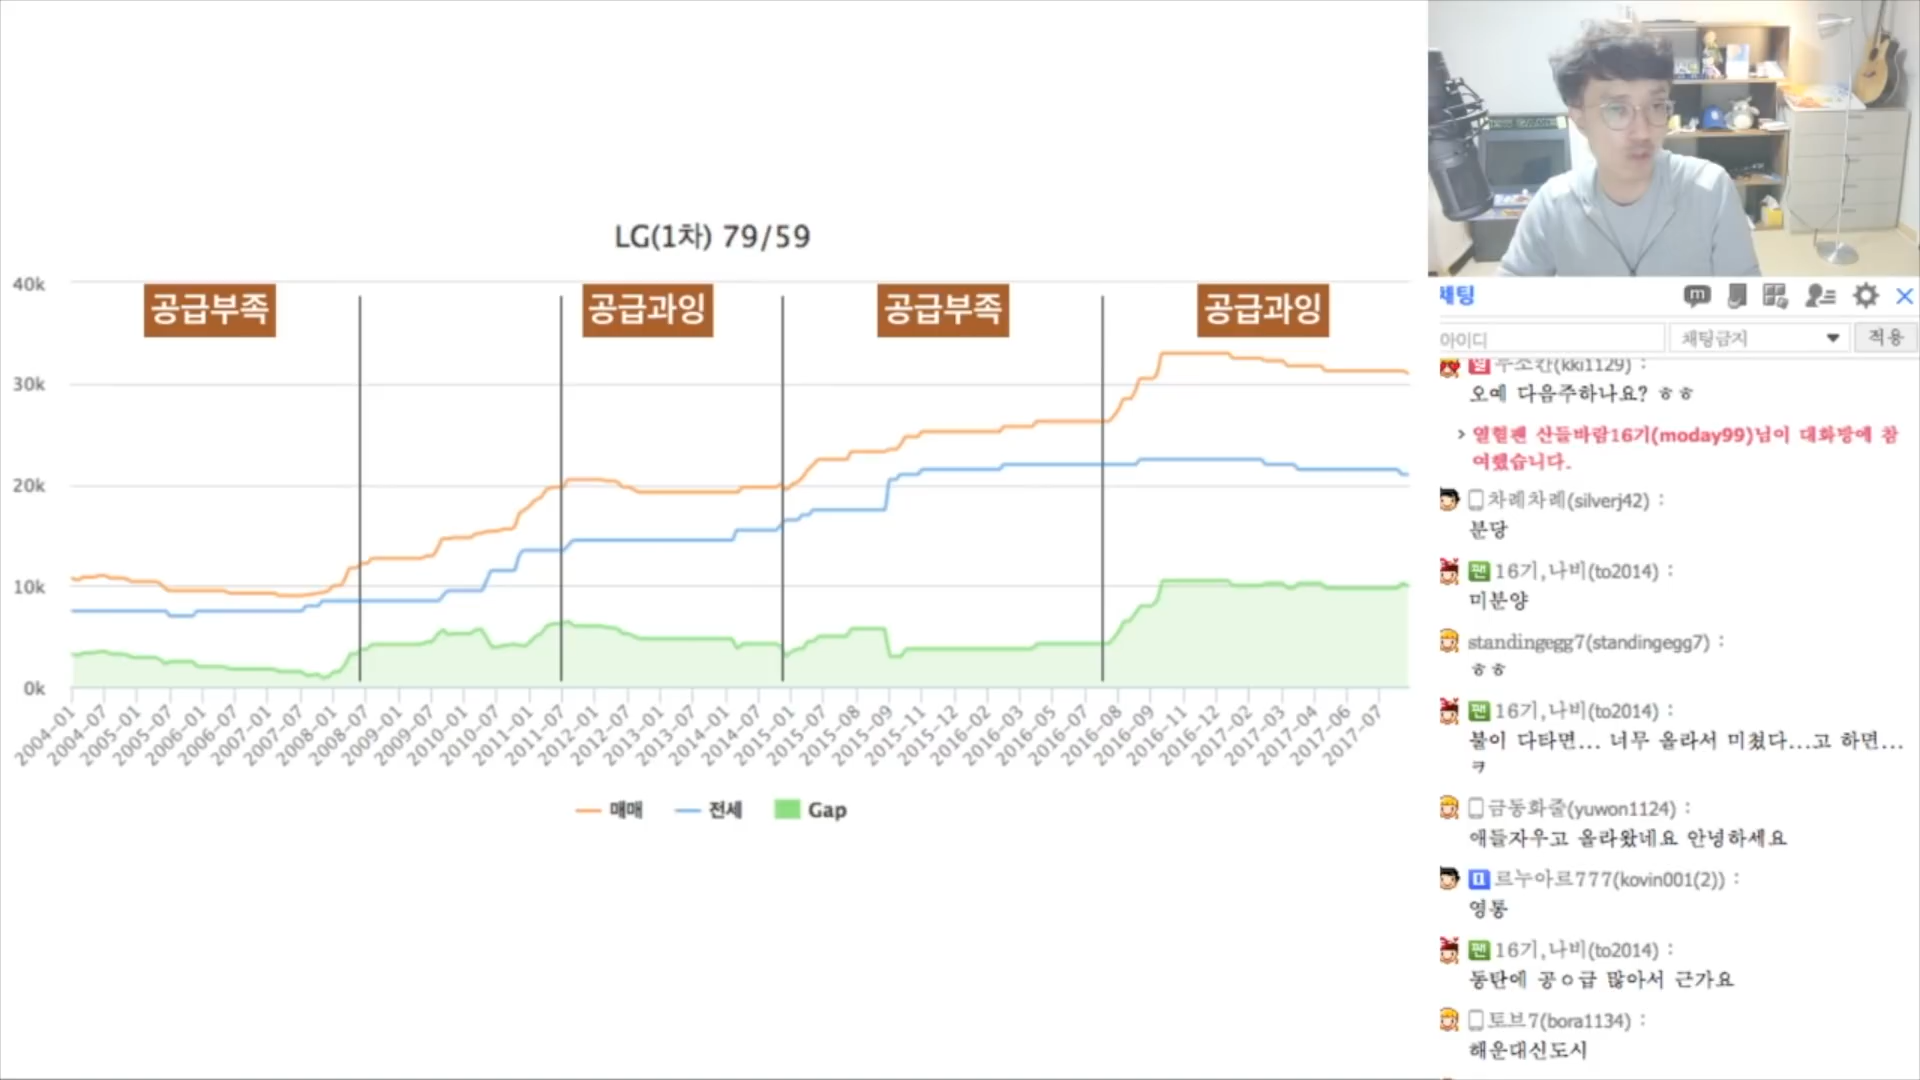 LG(1차) 79/59
40k
30k
20k
10k
0k
공급부족
공급과잉
공급부족
공급과잉
2004-01
2004-07
2005-01
2005-07
2006-01
2006-07
2007-01
2007-07
2008-01
2008-07
2009-01
2009-07
2010-01
2010-07
2011-01
2011-07
2012-01
2012-07
2013-01
2013-07
2014-01
2014-07
2015-01
2015-07
2015-08
2015-09
2015-11
2015-12
2016-02
2016-03
2016-05
2016-07
2016-08
2016-09
2016-11
2016-12
2017-02
2017-03
2017-04
2017-06
2017-07
매매 전세 Gap
채팅
아이디 채팅금지 적용
(kki1129) :
오예 다음주하나요? ㅎㅎ
열혈팬 산들바람16기(moday99)님이 대화방에 참
여했습니다.
차례차례(silverj42) :
분당
팬 16기,나비(to2014) :
미분양
standingegg7(standingegg7) :
ㅎㅎ
팬 16기,나비(to2014) :
불이 다타면... 너무 올라서 미쳤다...고 하면...
ㅋ
금동화줄(yuwon1124) :
애들자우고 올라왔네요 안녕하세요
르누아르777(kovin001(2)) :
영통
팬 16기,나비(to2014) :
동탄에 공ㅇ급 많아서 근가요
토브7(bora1134) :
해운대신도시